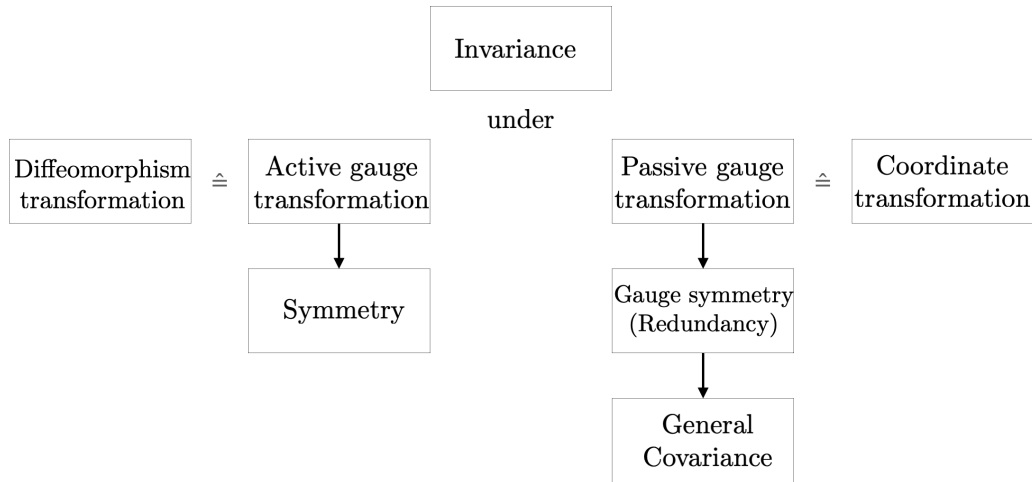 Invariance
under
Diffeomorphism
transformation
≙
Active gauge
transformation
Passive gauge
transformation
≙
Coordinate
transformation
Symmetry
Gauge symmetry
(Redundancy)
General
Covariance